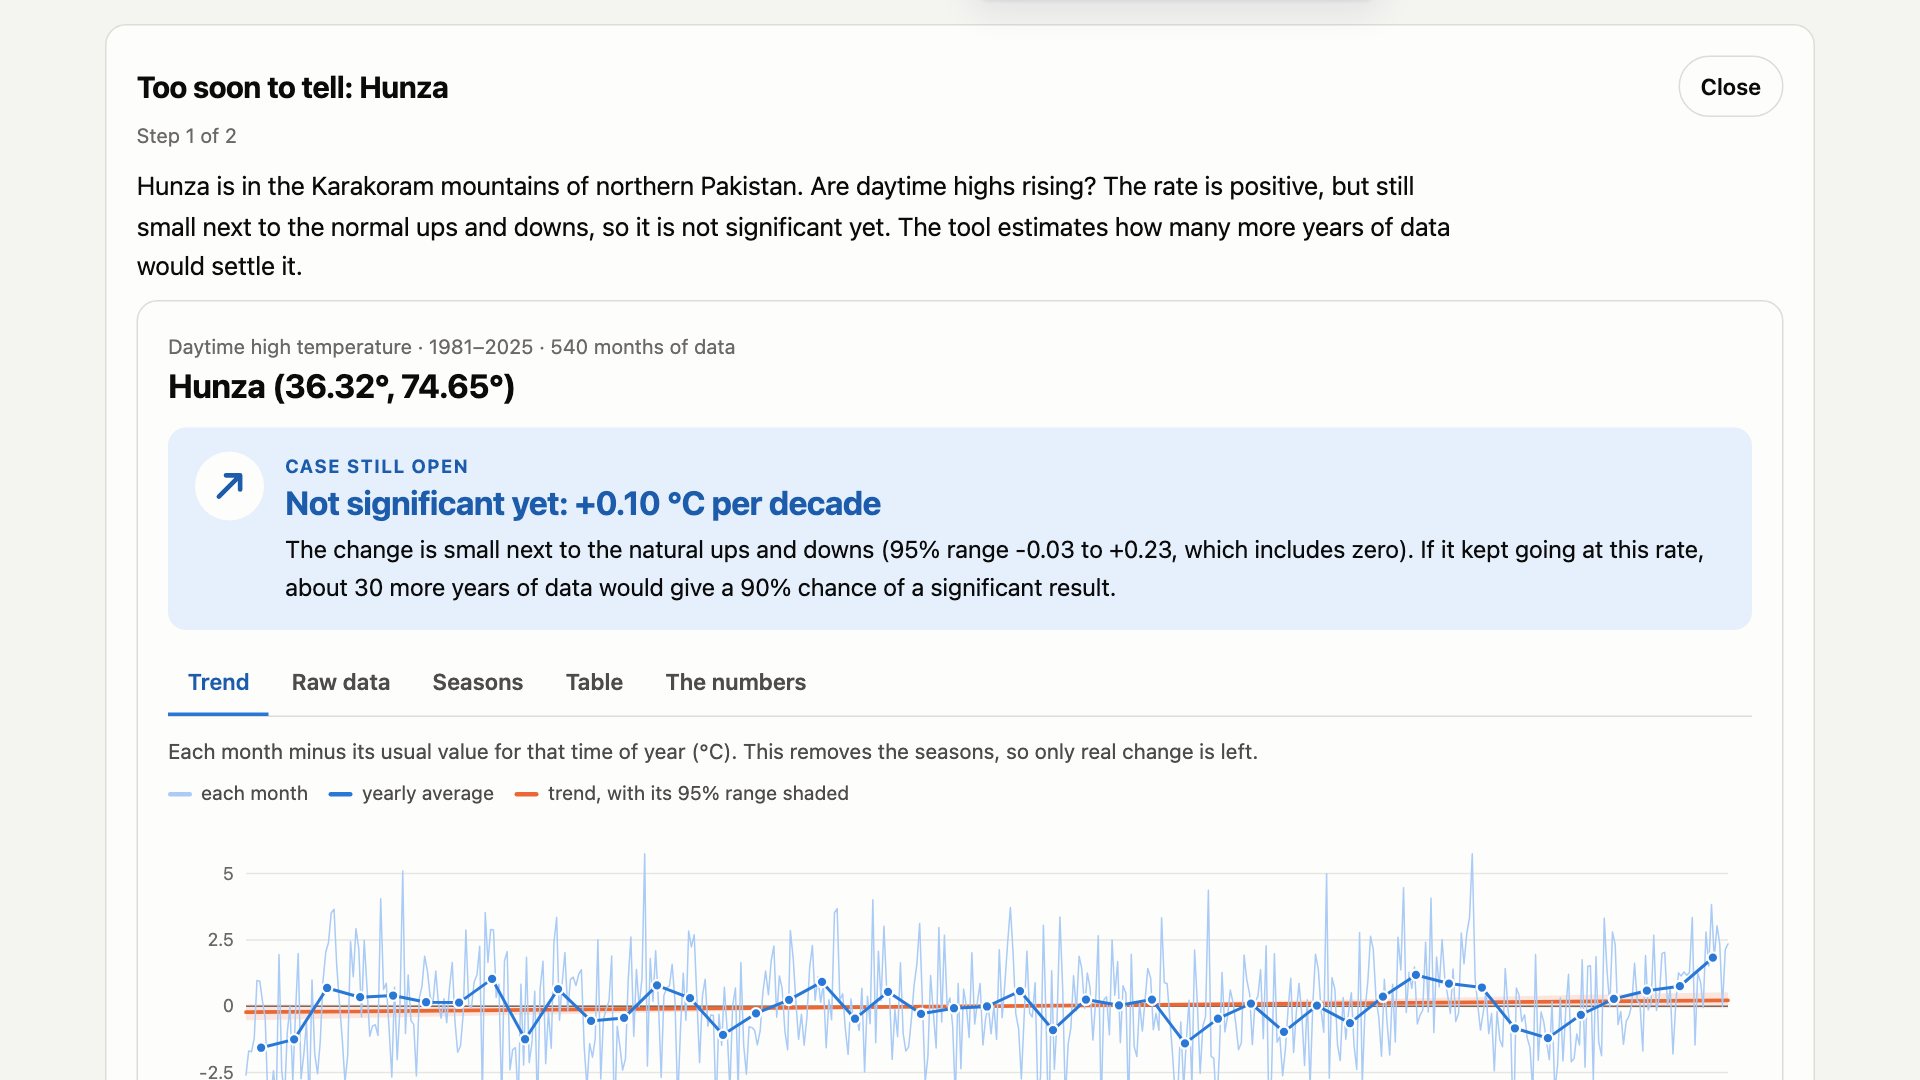 Too soon to tell: Hunza
Close
Step 1 of 2
Hunza is in the Karakoram mountains of northern Pakistan. Are daytime highs rising? The rate is positive, but still
small next to the normal ups and downs, so it is not significant yet. The tool estimates how many more years of data
would settle it.
Daytime high temperature · 1981–2025 · 540 months of data
Hunza (36.32°, 74.65°)
CASE STILL OPEN
Not significant yet: +0.10 °C per decade
The change is small next to the natural ups and downs (95% range -0.03 to +0.23, which includes zero). If it kept going at this rate,
about 30 more years of data would give a 90% chance of a significant result.
Trend Raw data Seasons Table The numbers
Each month minus its usual value for that time of year (°C). This removes the seasons, so only real change is left.
each month yearly average trend, with its 95% range shaded
5
2.5
0
-2.5